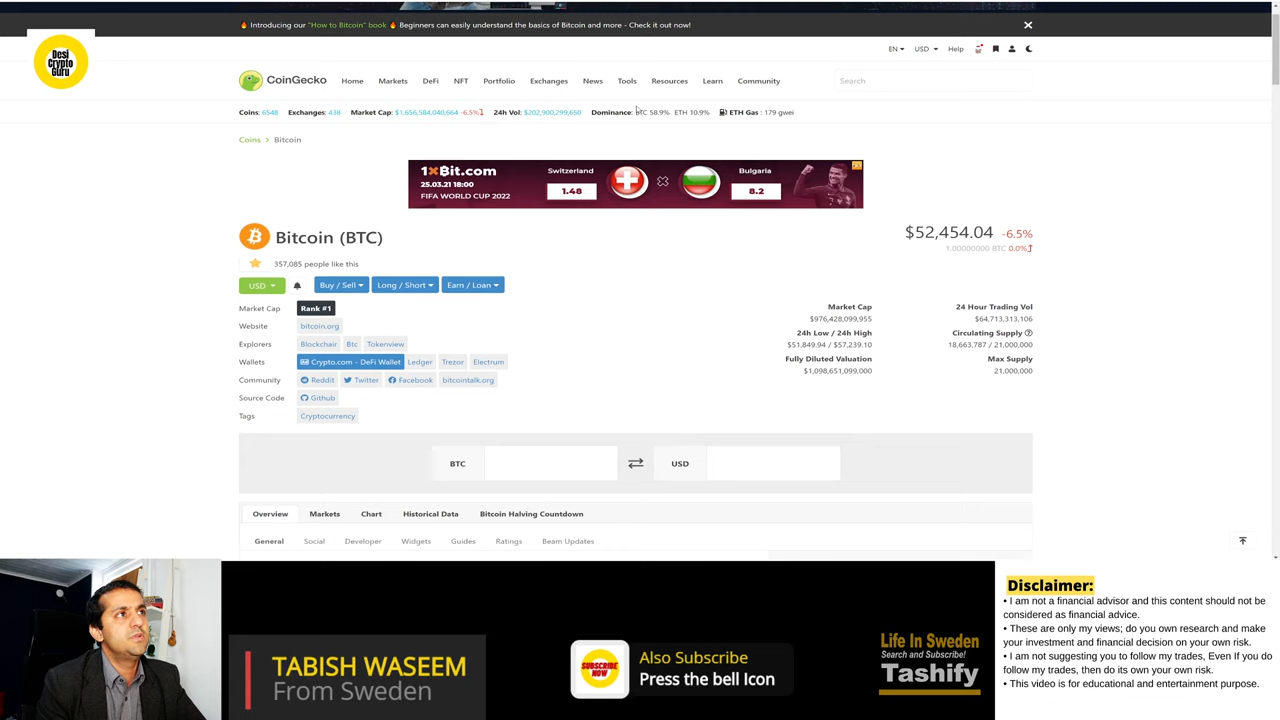 🔥 Introducing our "How to Bitcoin" book 🔥 Beginners can easily understand the basics of Bitcoin and more - Check it out now!
Desi
Crypto
Guru
EN USD Help
CoinGecko Home Markets DeFi NFT Portfolio Exchanges News Tools Resources Learn Community Search
Coins: 6548 Exchanges: 438 Market Cap: $1,656,584,040,664 -6.5% 24h Vol: $202,900,299,650 Dominance: BTC 58.9% ETH 10.9% ETH Gas: 179 gwei
Coins > Bitcoin
1xBit.com
25.03.21 18:00
FIFA WORLD CUP 2022
Switzerland
1.48
Bulgaria
8.2
Bitcoin (BTC)
$52,454.04 -6.5%
1.00000000 BTC 0.0%
357,085 people like this
USD Buy / Sell Long / Short Earn / Loan
Market Cap Rank #1
Website bitcoin.org
Explorers Blockchair Btc Tokenview
Wallets Crypto.com - DeFi Wallet Ledger Trezor Electrum
Community Reddit Twitter Facebook bitcointalk.org
Source Code Github
Tags Cryptocurrency
Market Cap
$976,428,099,955
24 Hour Trading Vol
$64,713,313,106
24h Low / 24h High
$51,849.94 / $57,239.10
Circulating Supply
18,663,787 / 21,000,000
Fully Diluted Valuation
$1,098,651,099,000
Max Supply
21,000,000
BTC USD
Overview Markets Chart Historical Data Bitcoin Halving Countdown
General Social Developer Widgets Guides Ratings Beam Updates
TABISH WASEEM
From Sweden
SUBSCRIBE
NOW
Also Subscribe
Press the bell Icon
Life In Sweden
Search and Subscribe!
Tashify
Disclaimer:
• I am not a financial advisor and this content should not be
considered as financial advice.
• These are only my views; do you own research and make
your investment and financial decision on your own risk.
• I am not suggesting you to follow my trades, Even If you do
follow my trades, then do its own your own risk.
• This video is for educational and entertainment purpose.